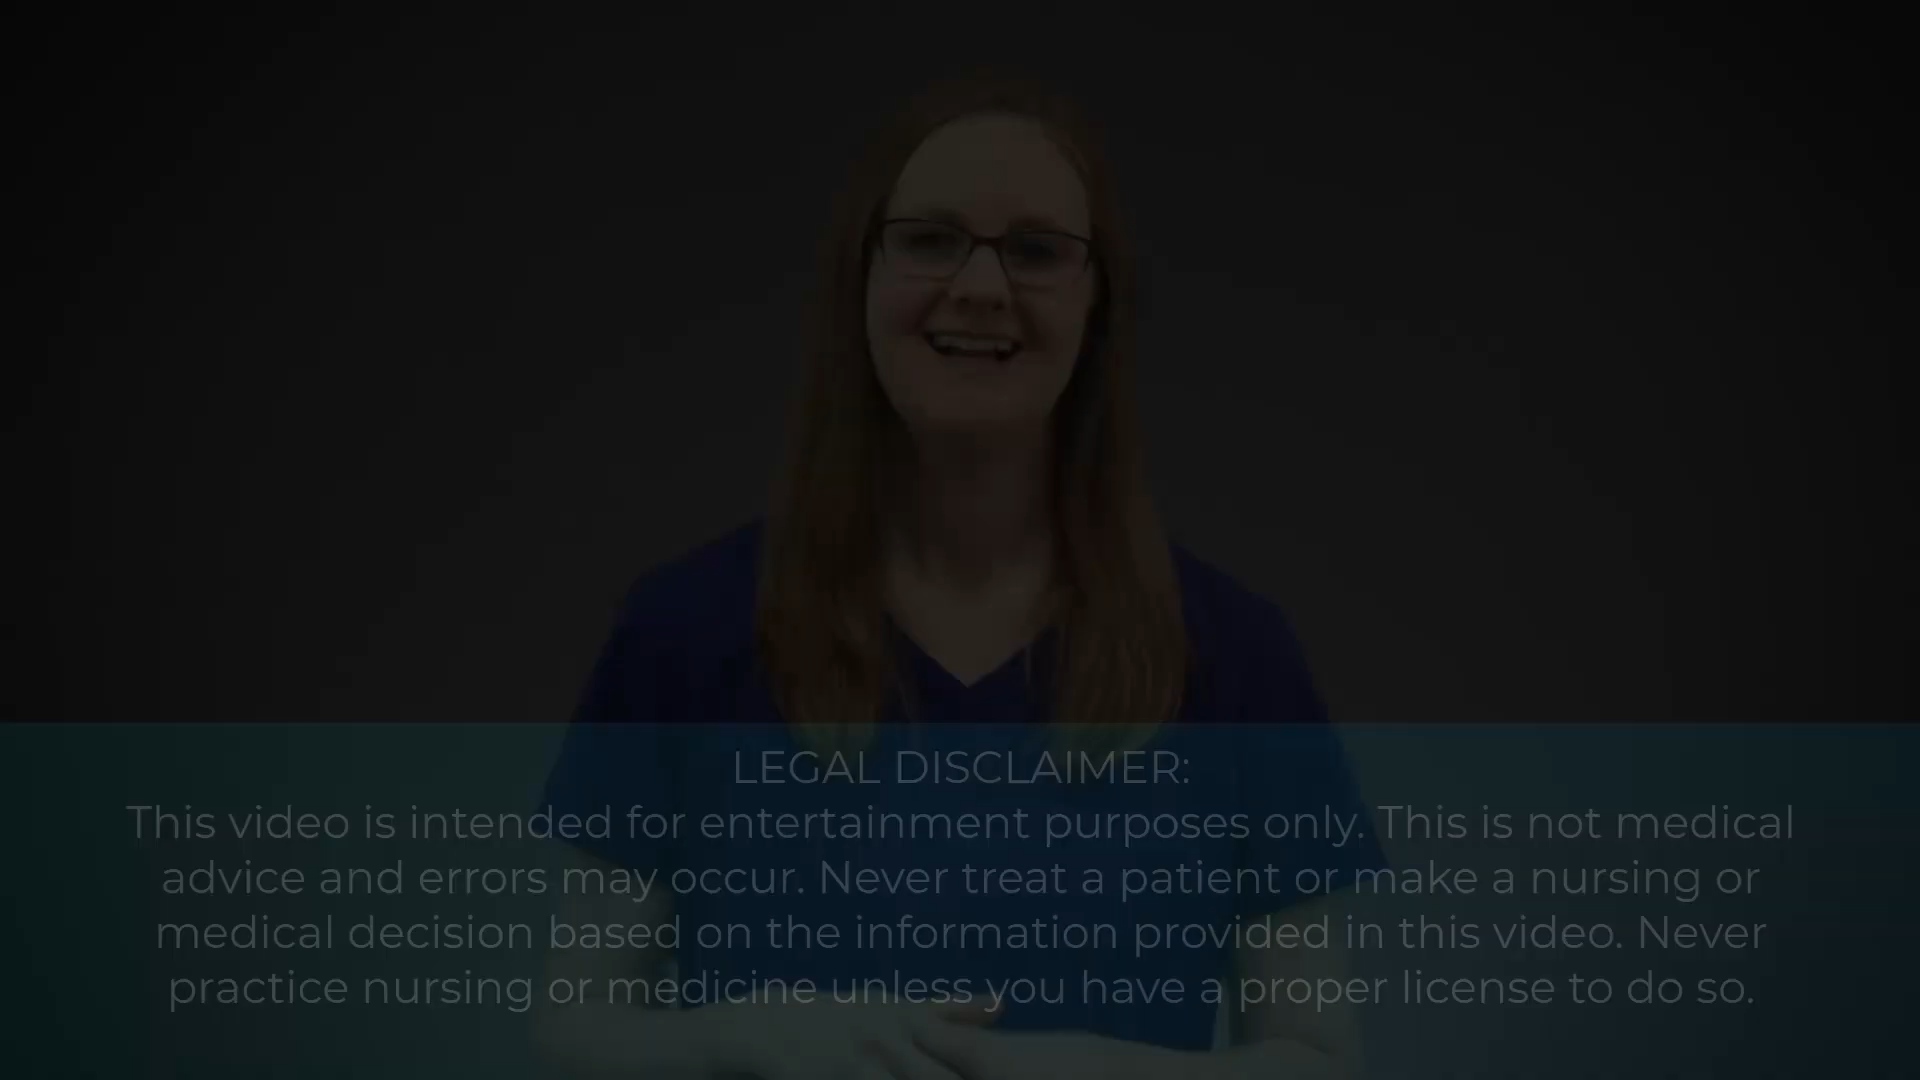 LEGAL DISCLAIMER:
This video is intended for entertainment purposes only. This is not medical
advice and errors may occur. Never treat a patient or make a nursing or
medical decision based on the information provided in this video. Never
practice nursing or medicine unless you have a proper license to do so.